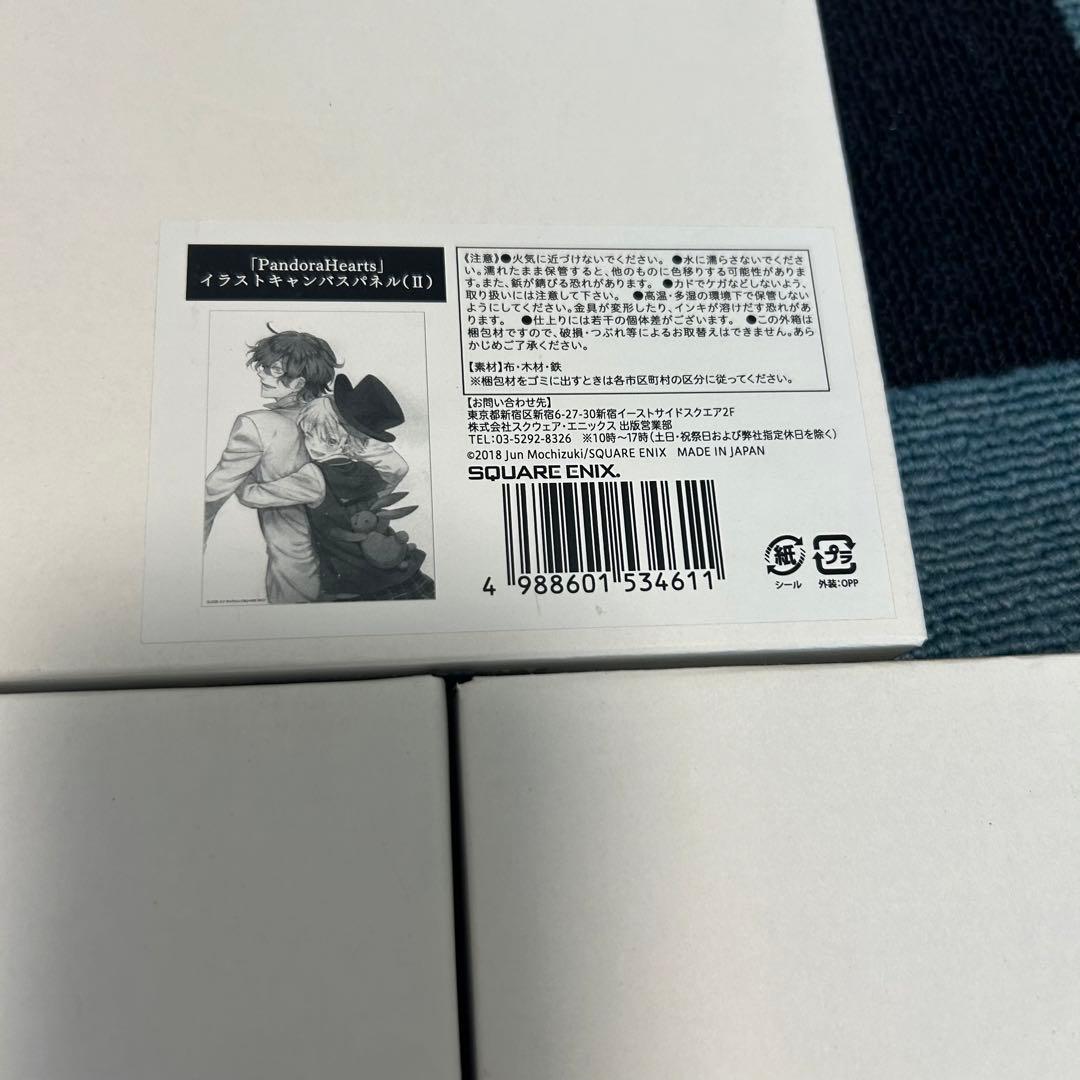 「PandoraHearts」
イラストキャンバスパネル(Ⅱ)
《注意》●火気に近づけないでください。 ●水に濡らさないでくださ
い。濡れたまま保管すると、他のものに色移りする可能性がありま
す。また、鋲が錆びる恐れがあります。 ●カドでケガなどしないよう、
取り扱いには注意して下さい。 ●高温・多湿の環境下で保管しない
ようにしてください。金具が変形したり、インキが溶けだす恐れがあ
ります。 ●仕上りには若干の個体差がございます。 ●この外箱は
梱包材ですので、破損・つぶれ等によるお取替えはできません。あら
かじめご了承ください。
【素材】布・木材・鉄
※梱包材をゴミに出すときは各市区町村の区分に従ってください。
【お問い合わせ先】
東京都新宿区新宿6-27-30新宿イーストサイドスクエア2F
株式会社スクウェア・エニックス 出版営業部
TEL:03-5292-8326 ※10時～17時(土日・祝祭日および弊社指定休日を除く)
©2018 Jun Mochizuki/SQUARE ENIX MADE IN JAPAN
SQUARE ENIX.
4 988601 534611
紙
シール
プラ
外装:OPP